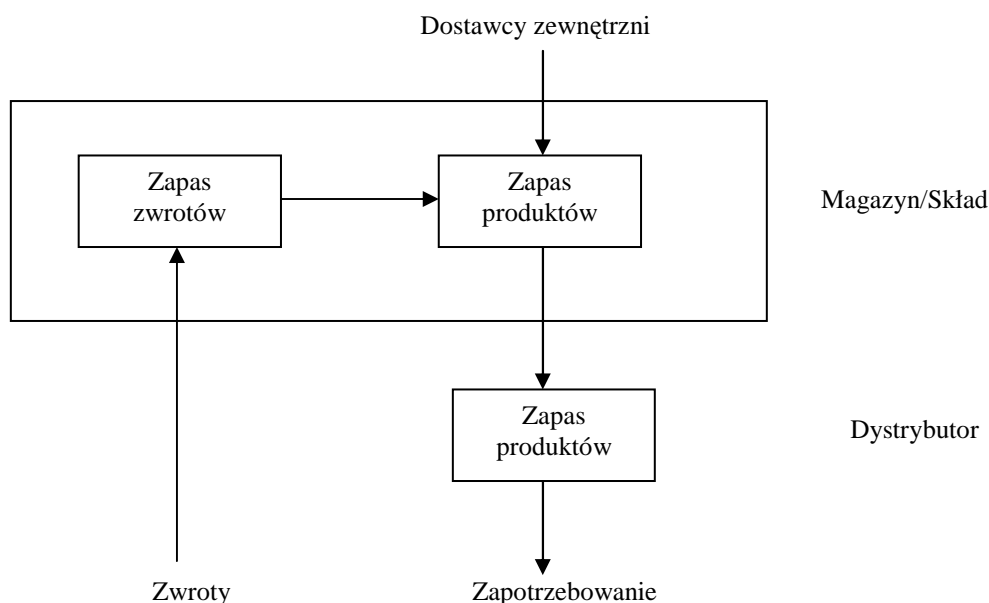 Dostawcy zewnętrzni
Zapas
zwrotów
Zapas
produktów
Magazyn/Skład
Zapas
produktów
Dystrybutor
Zwroty
Zapotrzebowanie